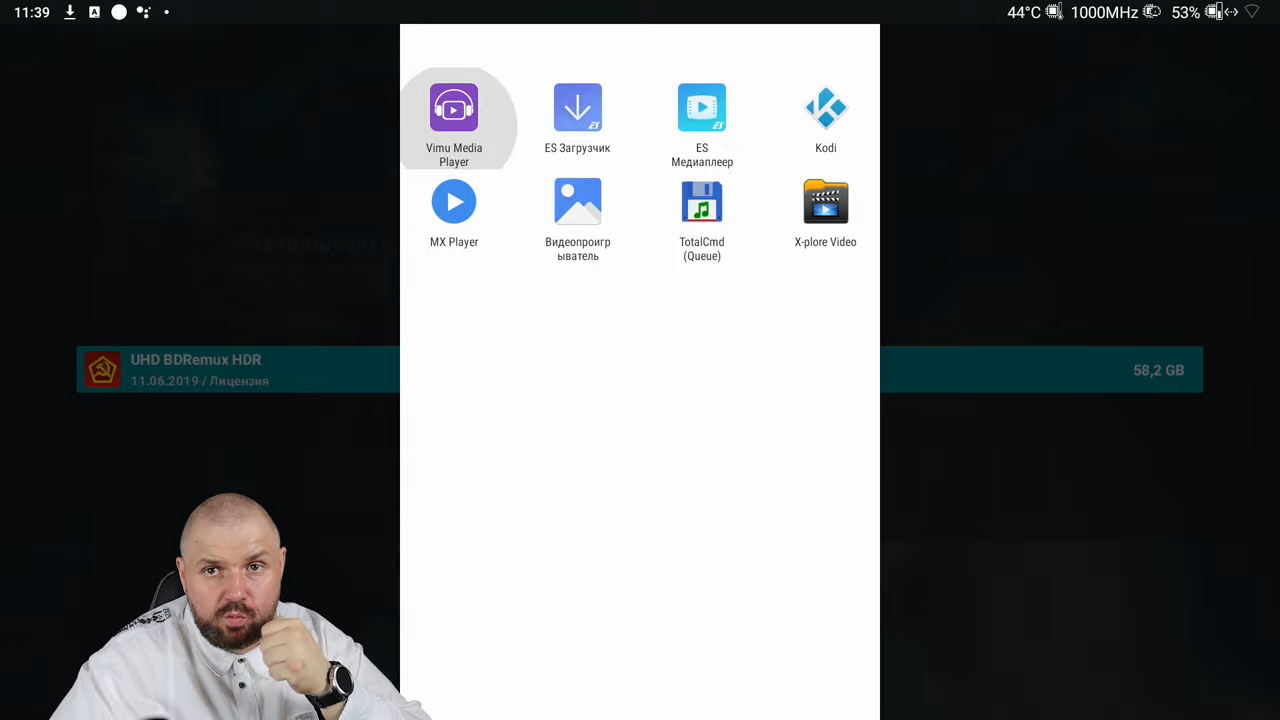 11:39
44°C 1000MHz 53%
Vimu Media
Player
ES Загрузчик
ES
Медиаплеер
Kodi
MX Player
Видеопроигр
ыватель
TotalCmd
(Queue)
X-plore Video
UHD BDRemux HDR
11.06.2019 / Лицензия
58,2 GB